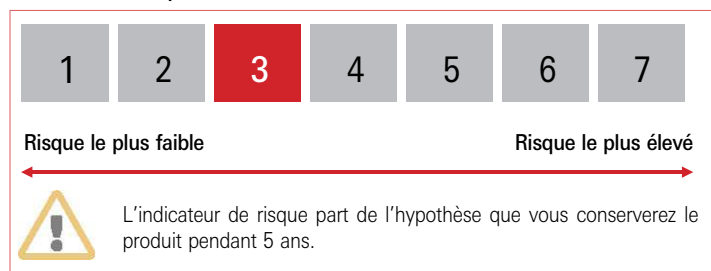 1 2 3 4 5 6 7
Risque le plus faible Risque le plus élevé
L'indicateur de risque part de l'hypothèse que vous conserverez le
produit pendant 5 ans.